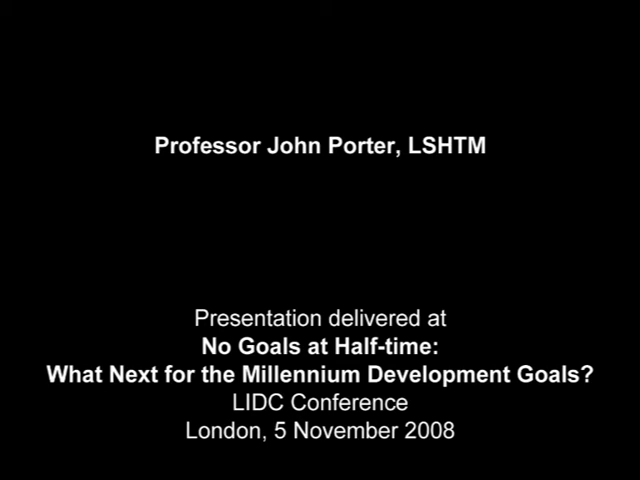 Professor John Porter, LSHTM
Presentation delivered at
No Goals at Half-time:
What Next for the Millennium Development Goals?
LIDC Conference
London, 5 November 2008